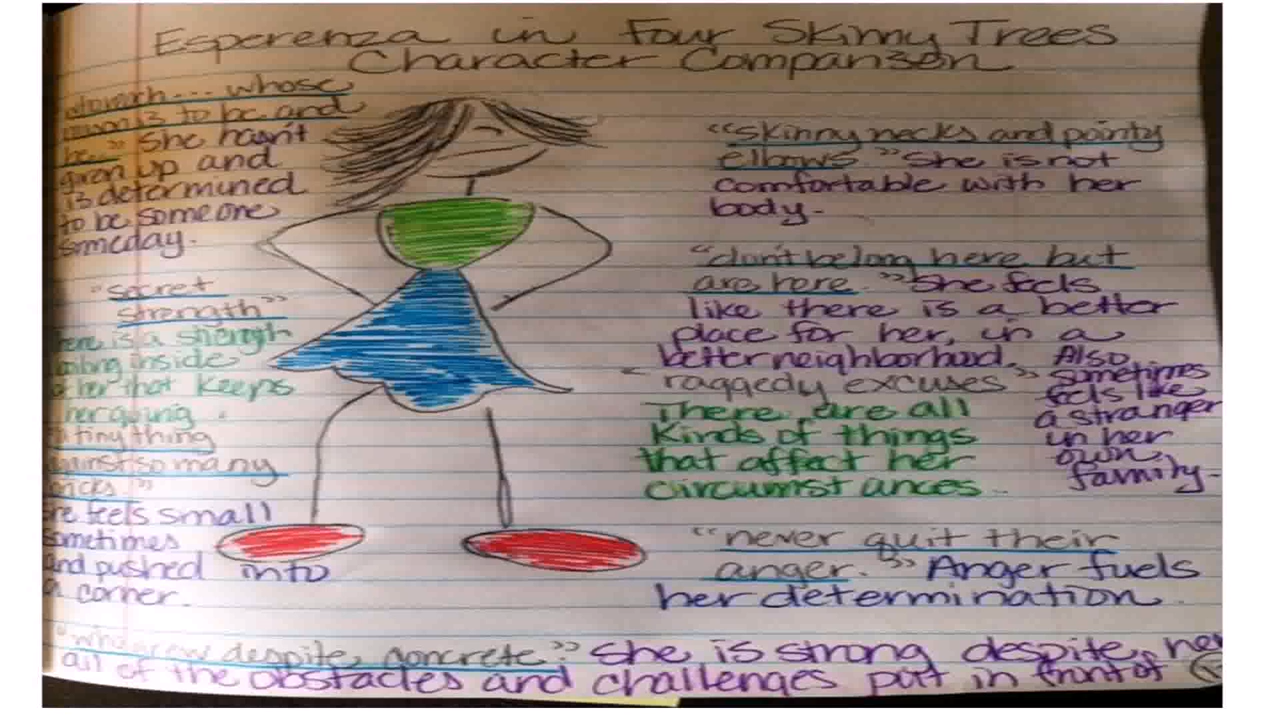 Esperenza in Four Skinny Trees
Character Comparison
... whose
to be and
She hasn't
given up and
is determined
to be someone
someday.
"secret
strength"
there is a strength
inside
of her that keeps
her going
a tiny thing
against so many
bricks."
She feels small
sometimes
and pushed into
a corner.
"skinny necks and pointy
elbows" She is not
comfortable with her
body.
"don't belong here but
are here." She feels
like there is a better
place for her, in a
better neighborhood.
Also
sometimes
feels like
a stranger
in her
own
family.
"raggedy excuses"
There are all
kinds of things
that affect her
circumstances.
"never quit their
anger." Anger fuels
her determination.
"who grew despite concrete". She is strong despite her
all of the obstacles and challenges put in front of